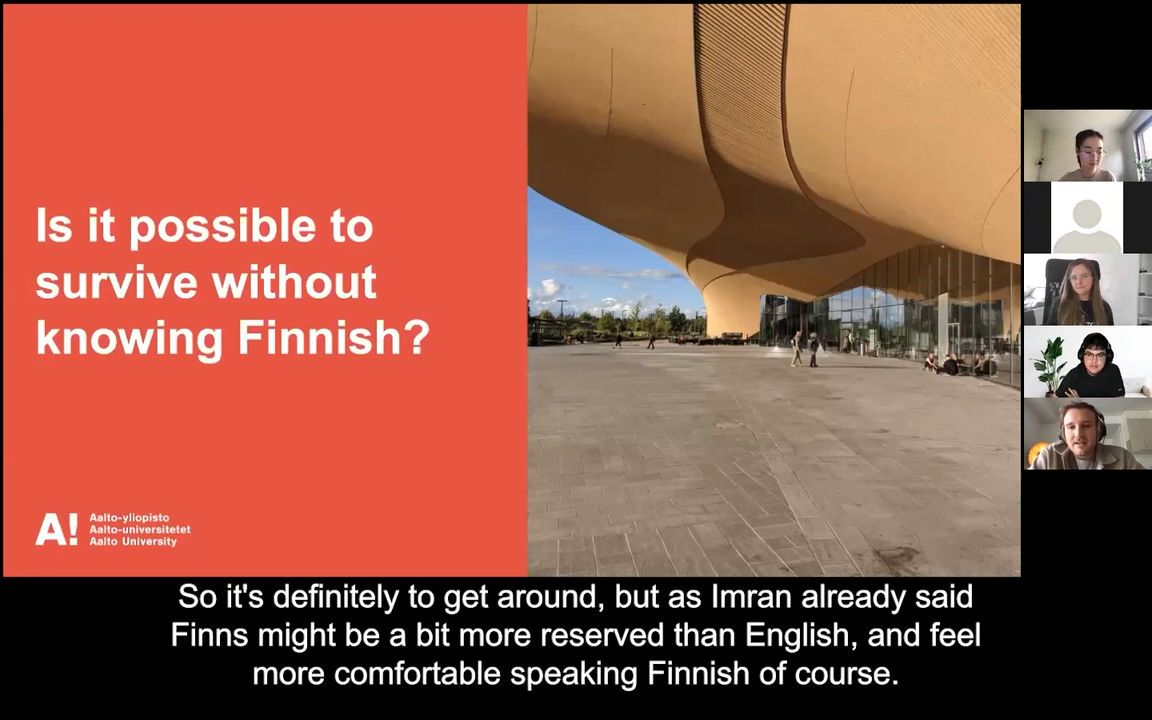 Is it possible to
survive without
knowing Finnish?
A!
Aalto-yliopisto
Aalto-universitetet
Aalto University
So it's definitely to get around, but as Imran already said
Finns might be a bit more reserved than English, and feel
more comfortable speaking Finnish of course.